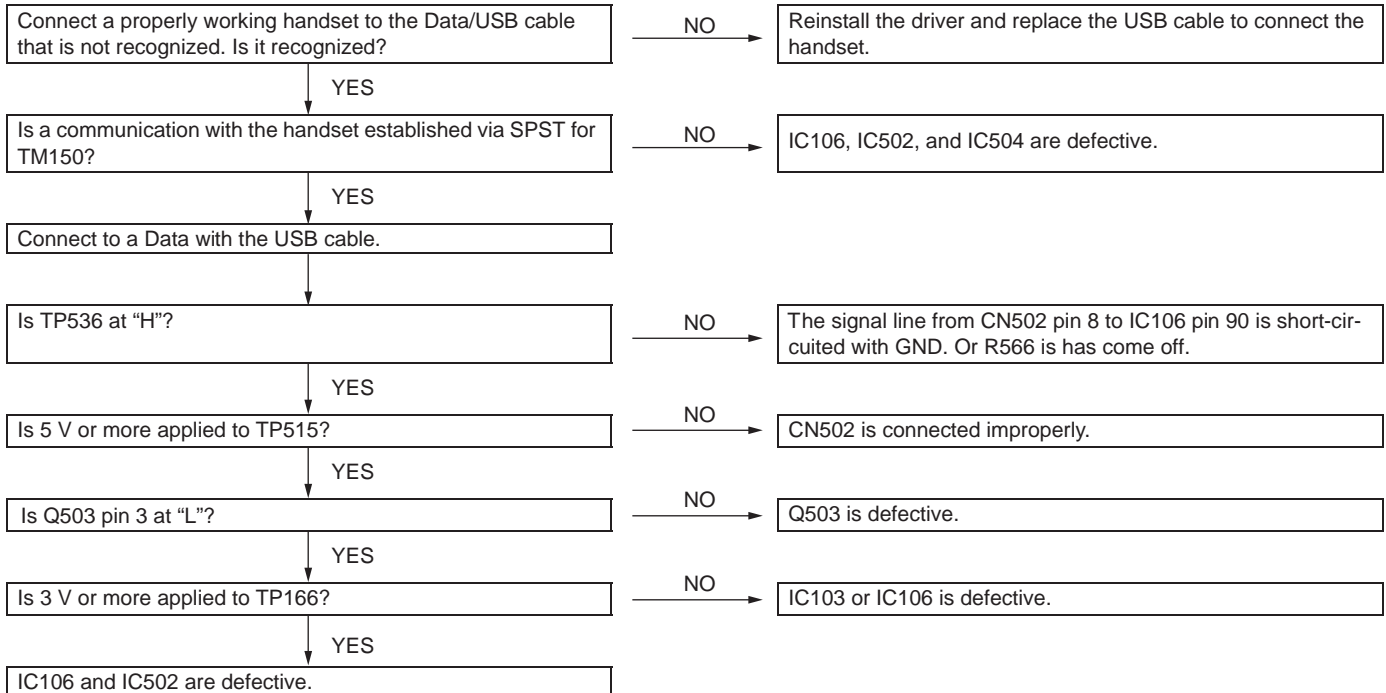 Connect a properly working handset to the Data/USB cable
that is not recognized. Is it recognized?
NO
Reinstall the driver and replace the USB cable to connect the
handset.
YES
Is a communication with the handset established via SPST for
TM150?
NO
IC106, IC502, and IC504 are defective.
YES
Connect to a Data with the USB cable.
Is TP536 at “H”?
NO
The signal line from CN502 pin 8 to IC106 pin 90 is short-cir-
cuited with GND. Or R566 is has come off.
YES
Is 5 V or more applied to TP515?
NO
CN502 is connected improperly.
YES
Is Q503 pin 3 at “L”?
NO
Q503 is defective.
YES
Is 3 V or more applied to TP166?
NO
IC103 or IC106 is defective.
YES
IC106 and IC502 are defective.